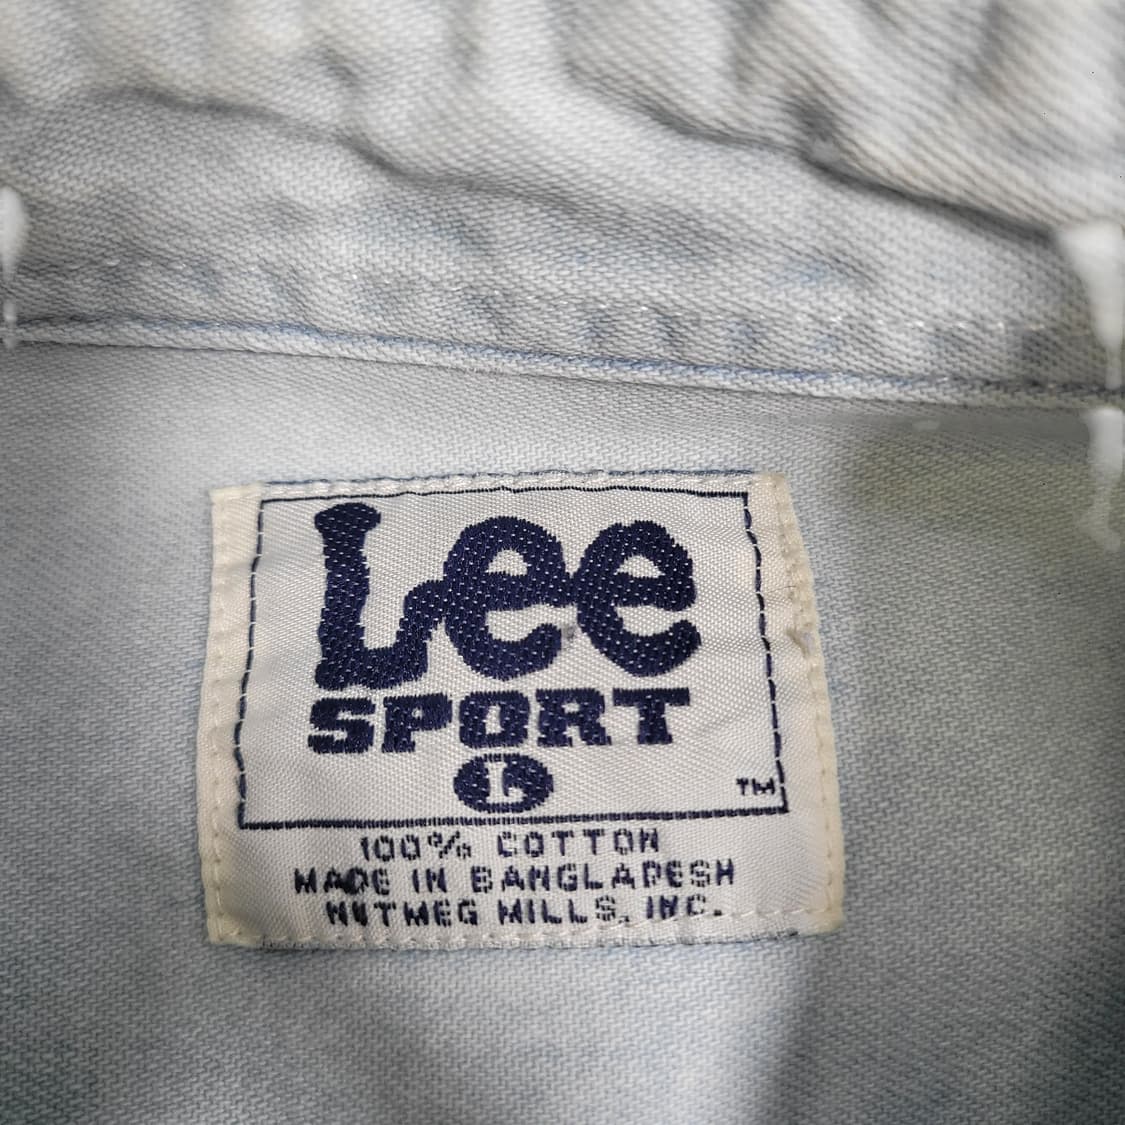 Lee
SPORT
L
TM
100% COTTON
MADE IN BANGLADESH
NUTMEG MILLS, INC.